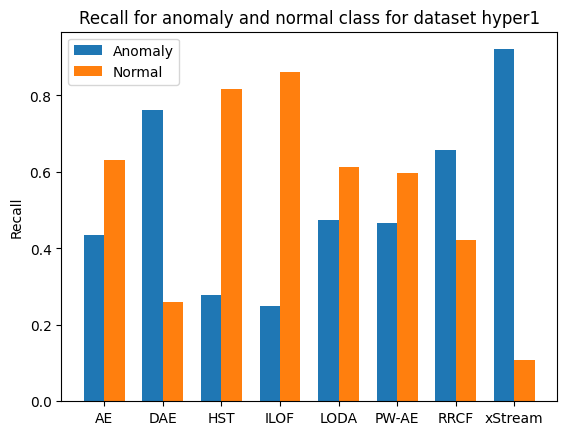 Recall for anomaly and normal class for dataset hyper1
Anomaly
Normal
Recall
0.8
0.6
0.4
0.2
0.0
AE DAE HST ILOF LODA PW-AE RRCF xStream